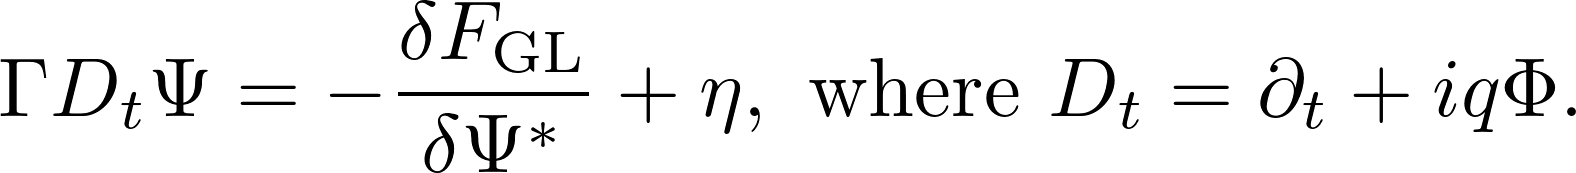 ΓD_tΨ = −δF_GL/δΨ* + η, where D_t = ∂_t + iqΦ.